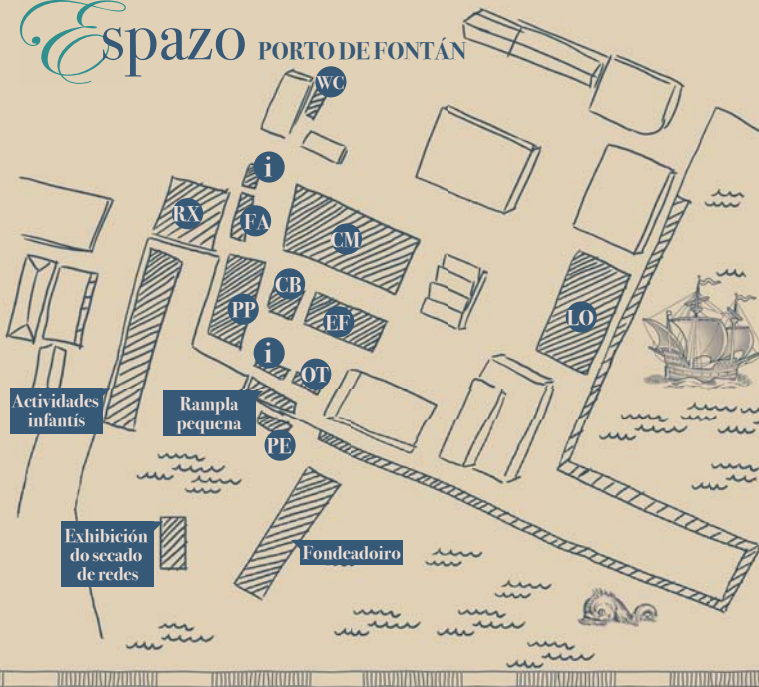 Espazo PORTO DE FONTÁN
WC
i
RX
FA
CM
CB
PP
EF
LO
i
OT
Actividades
infantís
Rampla
pequena
PE
Exhibición
do secado
de redes
Fondeadoiro